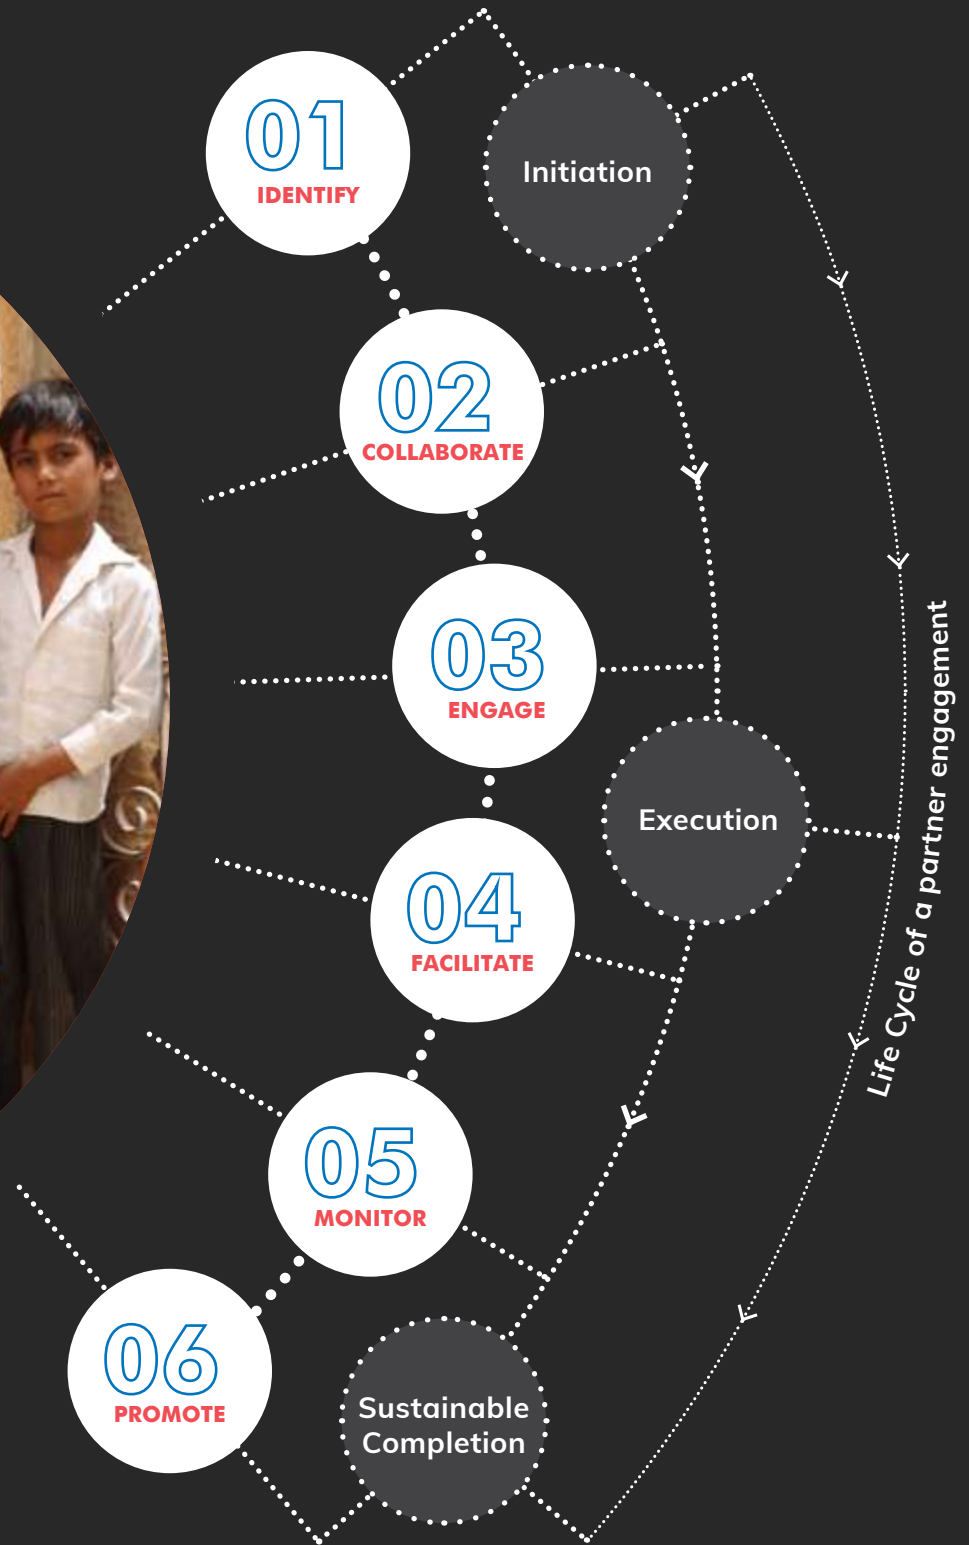 01
IDENTIFY
Initiation
02
COLLABORATE
03
ENGAGE
Execution
04
FACILITATE
05
MONITOR
06
PROMOTE
Sustainable
Completion
Life Cycle of a partner engagement